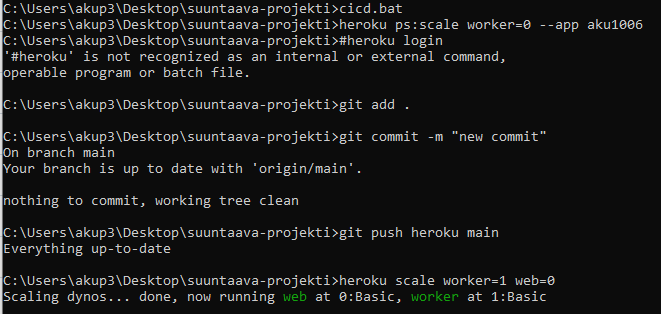 C:\Users\akup3\Desktop\suuntaava-projekti>cicd.bat
C:\Users\akup3\Desktop\suuntaava-projekti>heroku ps:scale worker=0 --app aku1006
C:\Users\akup3\Desktop\suuntaava-projekti>#heroku login
'#heroku' is not recognized as an internal or external command,
operable program or batch file.
C:\Users\akup3\Desktop\suuntaava-projekti>git add .
C:\Users\akup3\Desktop\suuntaava-projekti>git commit -m "new commit"
On branch main
Your branch is up to date with 'origin/main'.
nothing to commit, working tree clean
C:\Users\akup3\Desktop\suuntaava-projekti>git push heroku main
Everything up-to-date
C:\Users\akup3\Desktop\suuntaava-projekti>heroku scale worker=1 web=0
Scaling dynos... done, now running web at 0:Basic, worker at 1:Basic